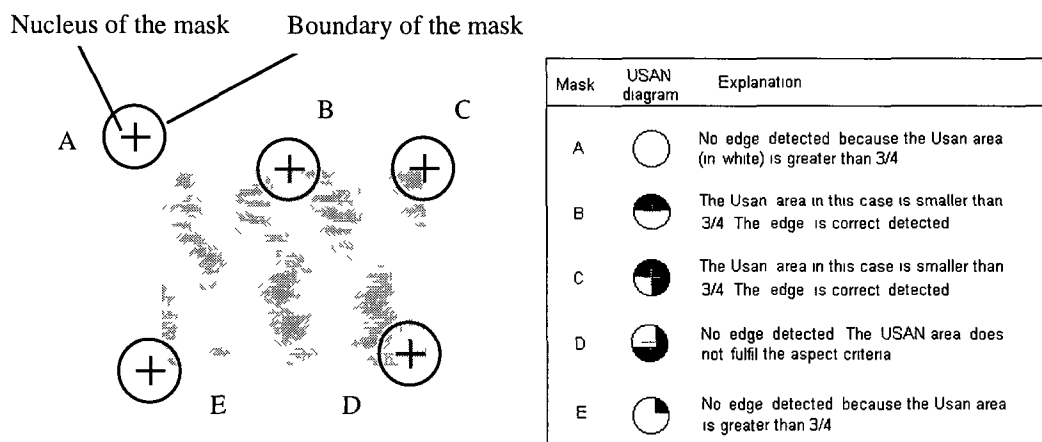 Nucleus of the mask
Boundary of the mask
A
B
C
E
D
Mask USAN diagram Explanation
A No edge detected because the Usan area
(in white) is greater than 3/4
B The Usan area in this case is smaller than
3/4 The edge is correct detected
C The Usan area in this case is smaller than
3/4 The edge is correct detected
D No edge detected The USAN area does
not fulfil the aspect criteria
E No edge detected because the Usan area
is greater than 3/4